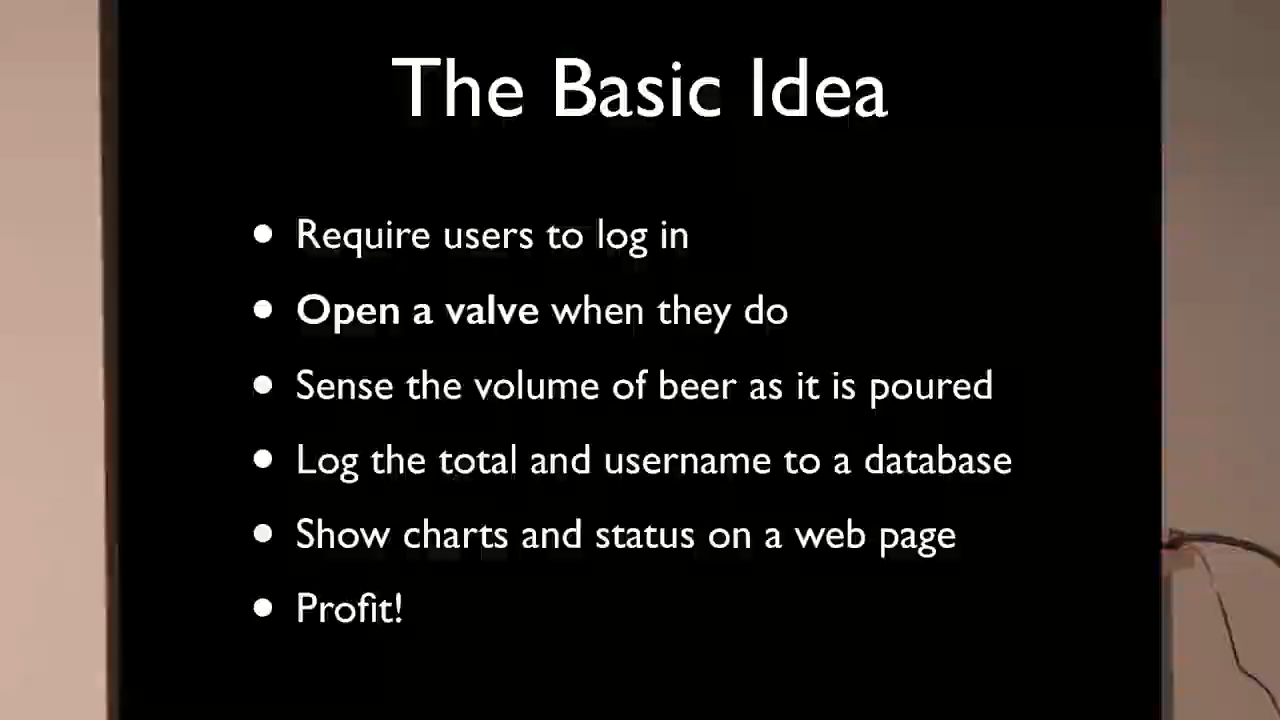 The Basic Idea
• Require users to log in
• Open a valve when they do
• Sense the volume of beer as it is poured
• Log the total and username to a database
• Show charts and status on a web page
• Profit!